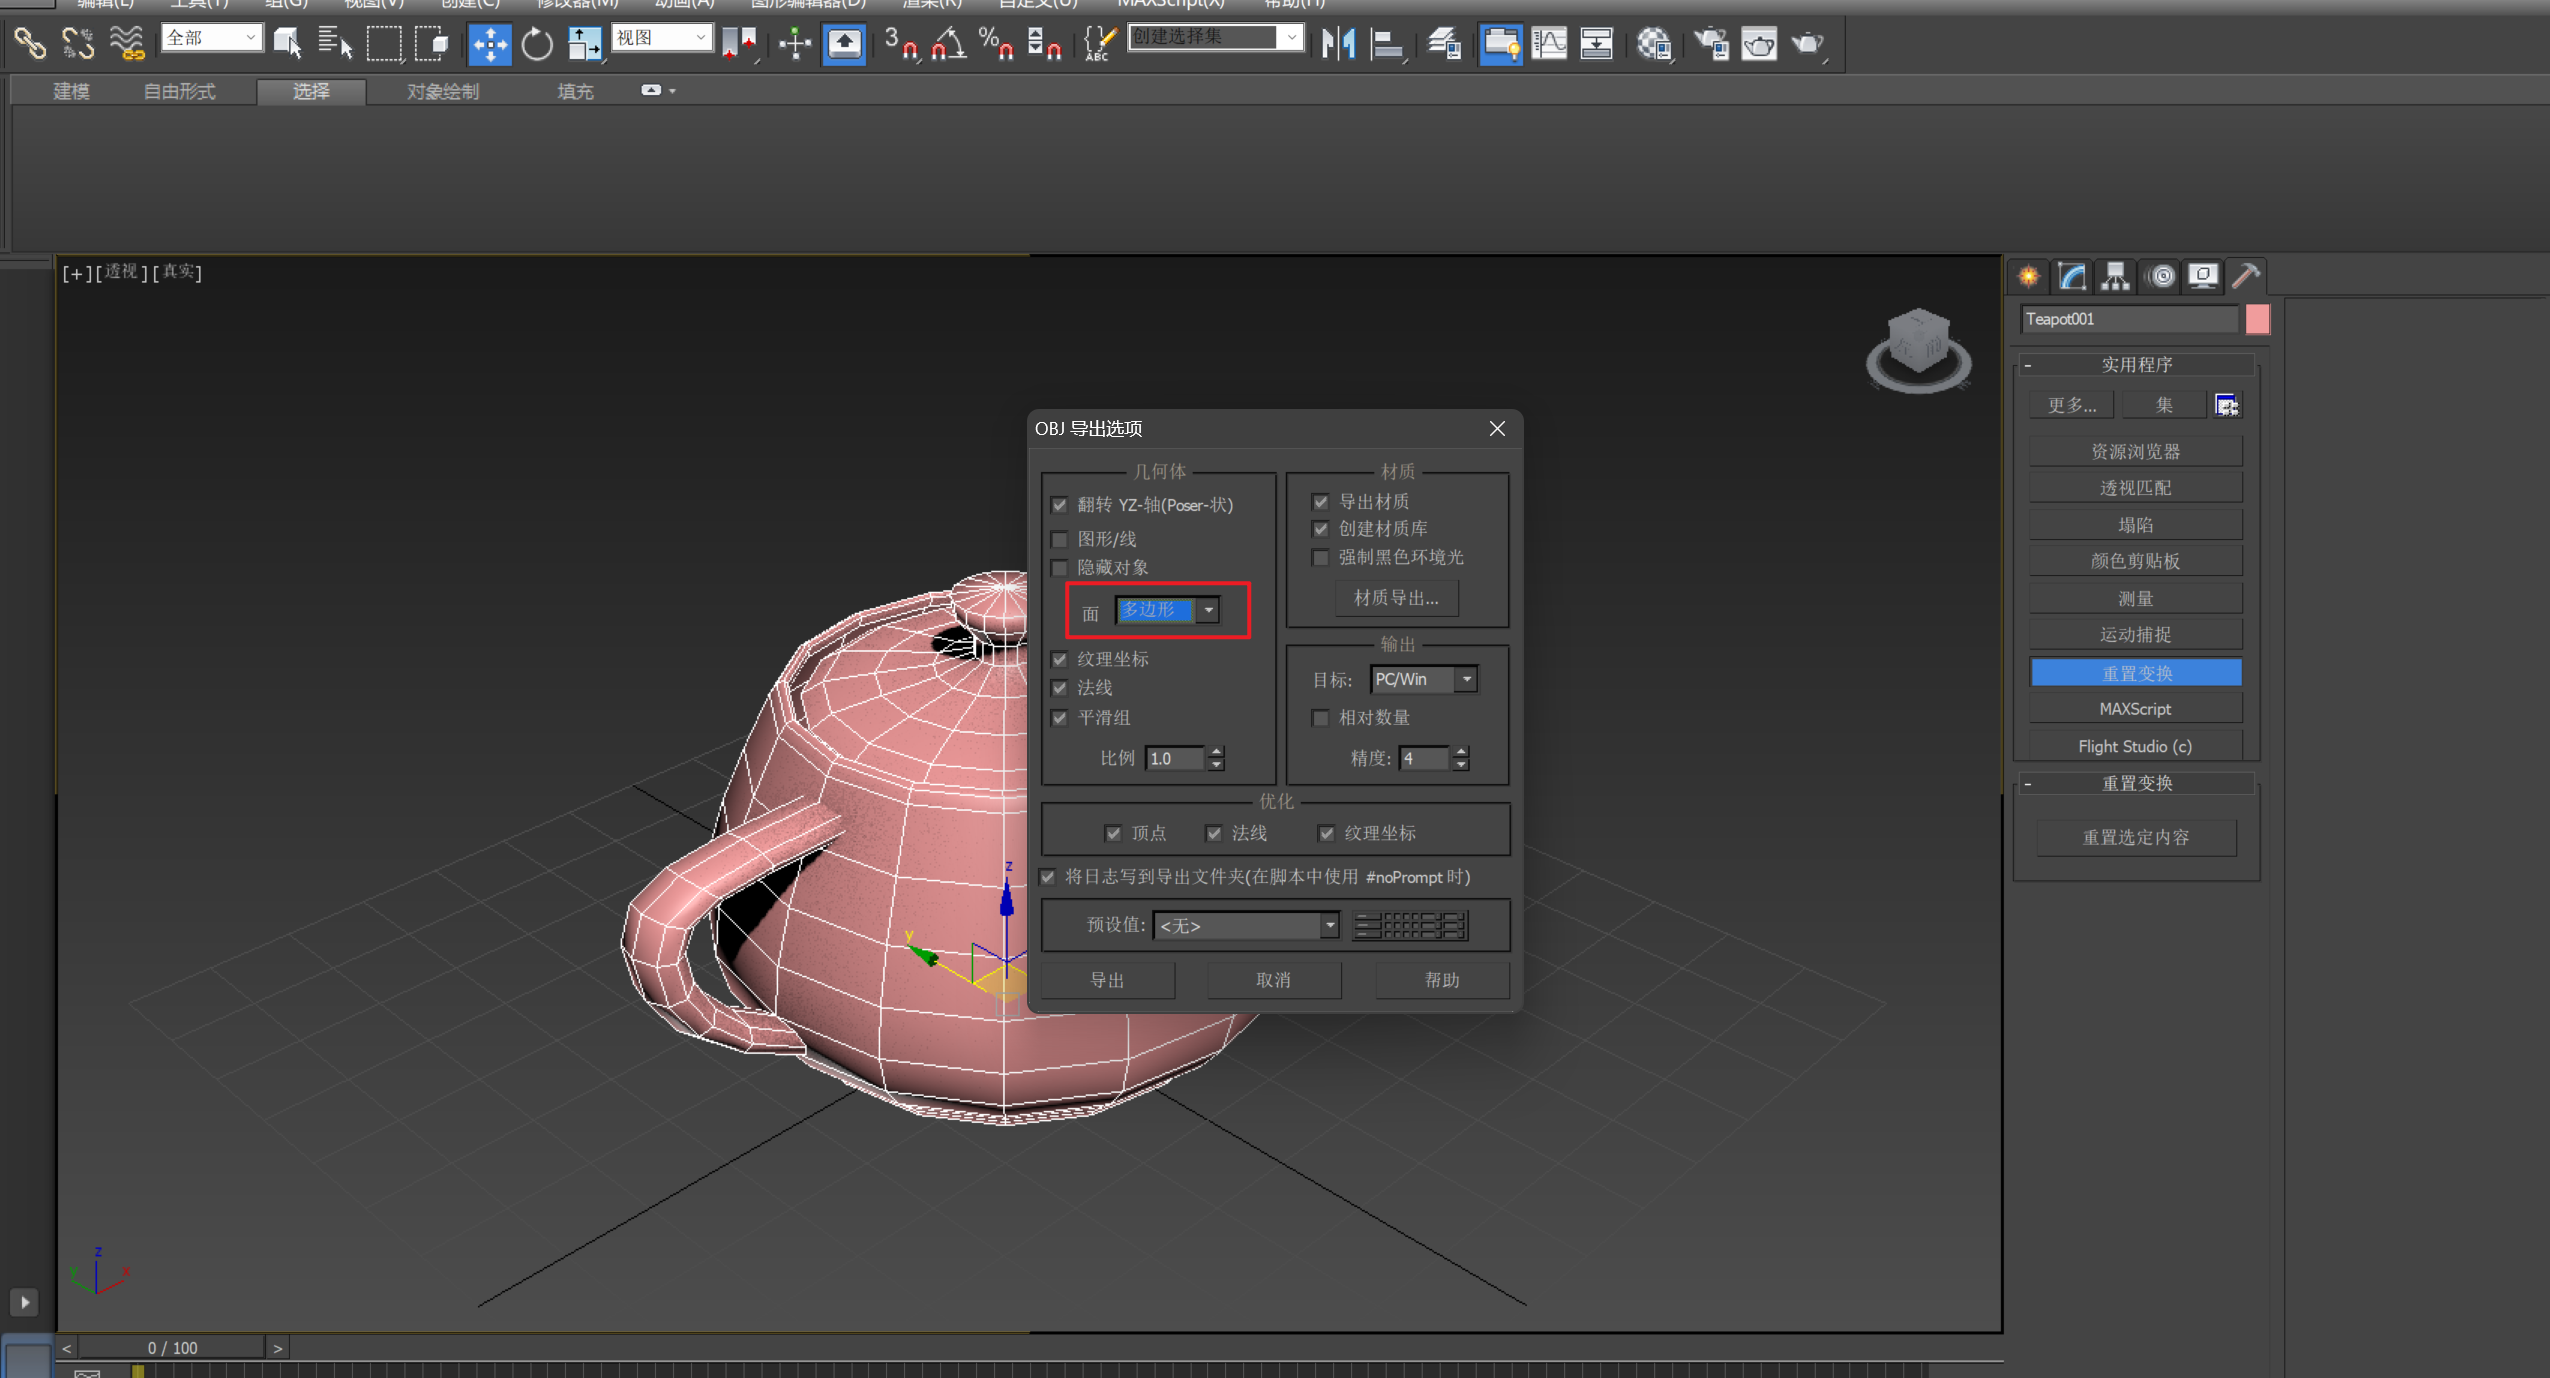 编辑(E) 工具(T) 组(G) 视图(V) 创建(C) 修改器(M) 动画(A) 图形编辑器(D) 渲染(R) 自定义(U) MAXScript(X) 帮助(H)
全部
视图
3
%
ABC
创建选择集
建模 自由形式 选择 对象绘制 填充
[+][透视][真实]
OBJ 导出选项
几何体
翻转 YZ-轴(Poser-状)
图形/线
隐藏对象
面 多边形
纹理坐标
法线
平滑组
比例 1.0
材质
导出材质
创建材质库
强制黑色环境光
材质导出...
输出
目标: PC/Win
相对数量
精度: 4
优化
顶点 法线 纹理坐标
将日志写到导出文件夹(在脚本中使用 #noPrompt 时)
预设值: <无>
导出 取消 帮助
z
y
z
y
x
Teapot001
- 实用程序
更多... 集
资源浏览器
透视匹配
塌陷
颜色剪贴板
测量
运动捕捉
重置变换
MAXScript
Flight Studio (c)
- 重置变换
重置选定内容
< 0 / 100 >